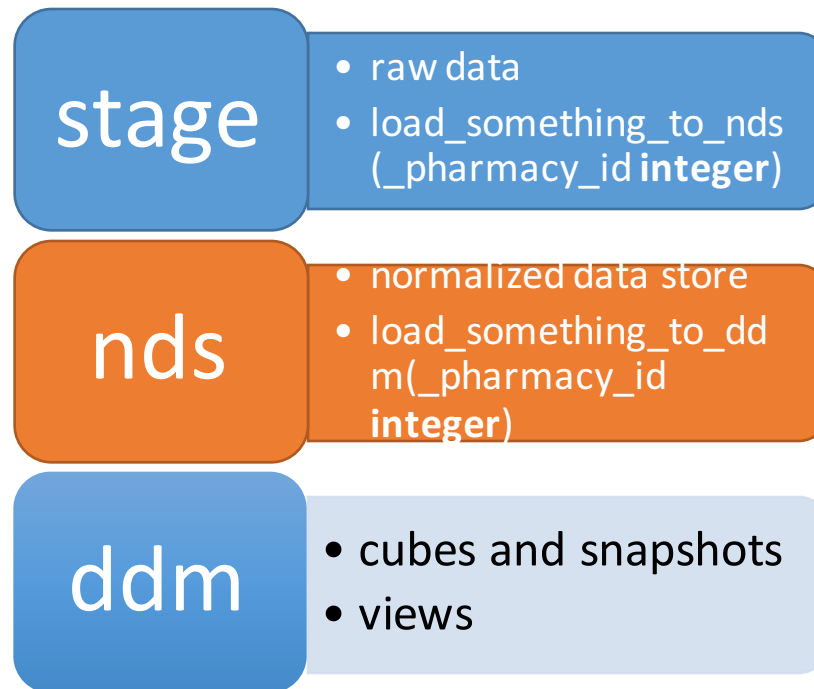 stage
• raw data
• load_something_to_nds
(_pharmacy_id integer)
nds
• normalized data store
• load_something_to_dd
m(_pharmacy_id
integer)
ddm
• cubes and snapshots
• views